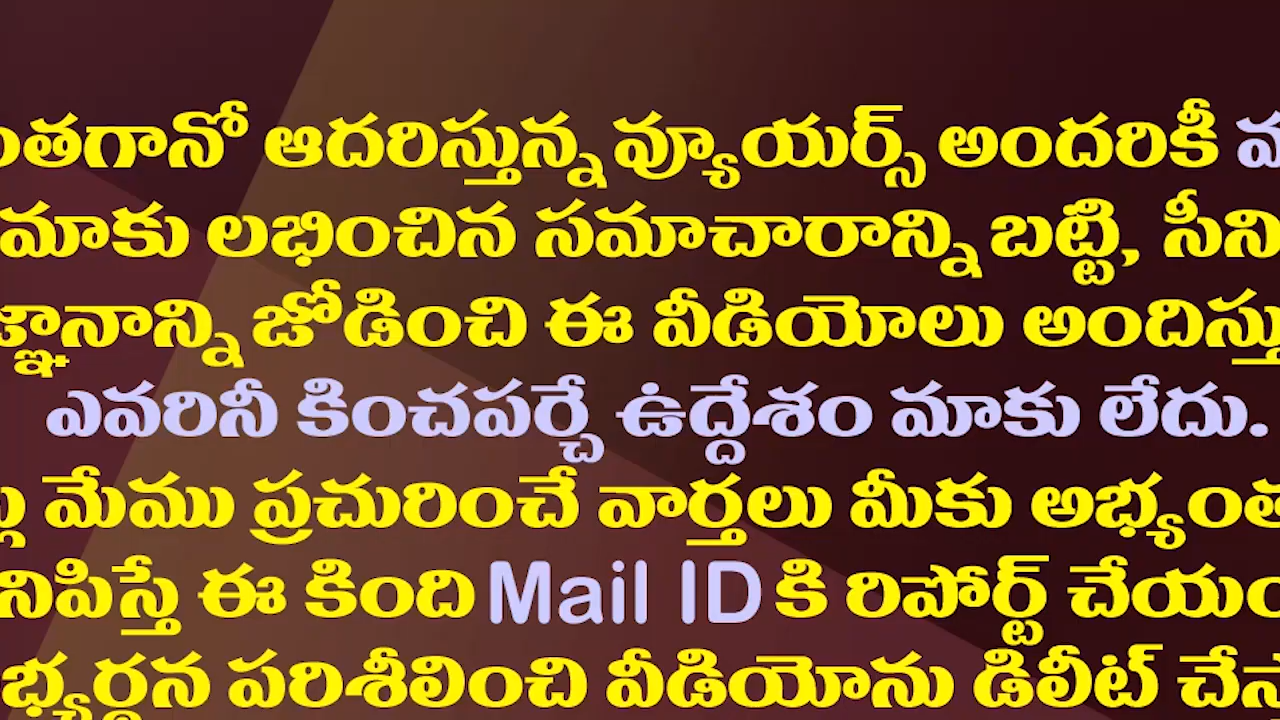 ఆదరిస్తున్న వ్యూయర్స్ అందరికీ
మాకు లభించిన సమాచారాన్ని బట్టి,
జ్ఞానాన్ని జోడించి ఈ వీడియోలు
ఎవరినీ కించపర్చే ఉద్దేశం మాకు లేదు.
మేము ప్రచురించే వార్తలు మీకు
ఈ కింది Mail ID కి రిపోర్ట్
పరిశీలించి వీడియోను డిలీట్